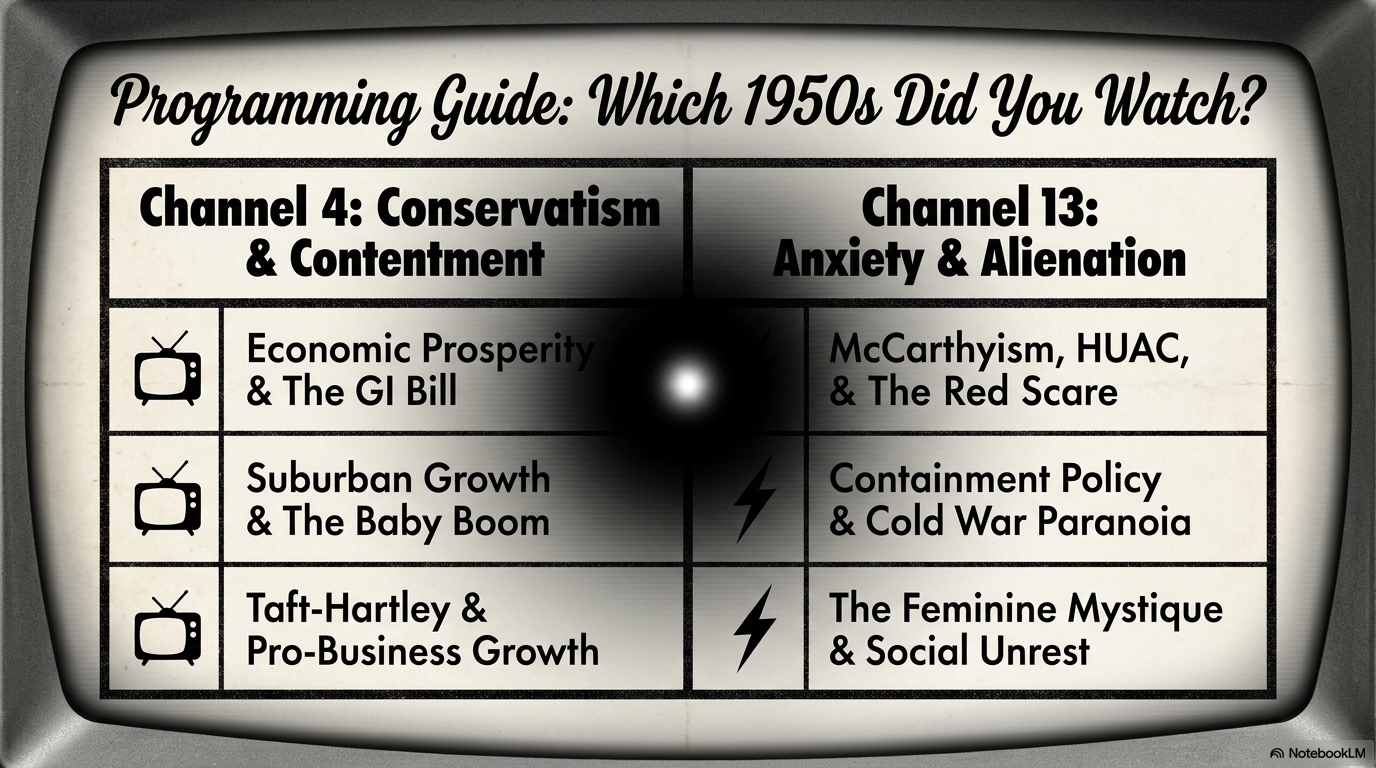 Programming Guide: Which 1950s Did You Watch?
Channel 4: Conservatism
& Contentment
Channel 13:
Anxiety & Alienation
Economic Prosperity
& The GI Bill
McCarthyism, HUAC,
& The Red Scare
Suburban Growth
& The Baby Boom
Containment Policy
& Cold War Paranoia
Taft-Hartley &
Pro-Business Growth
The Feminine Mystique
& Social Unrest
NotebookLM